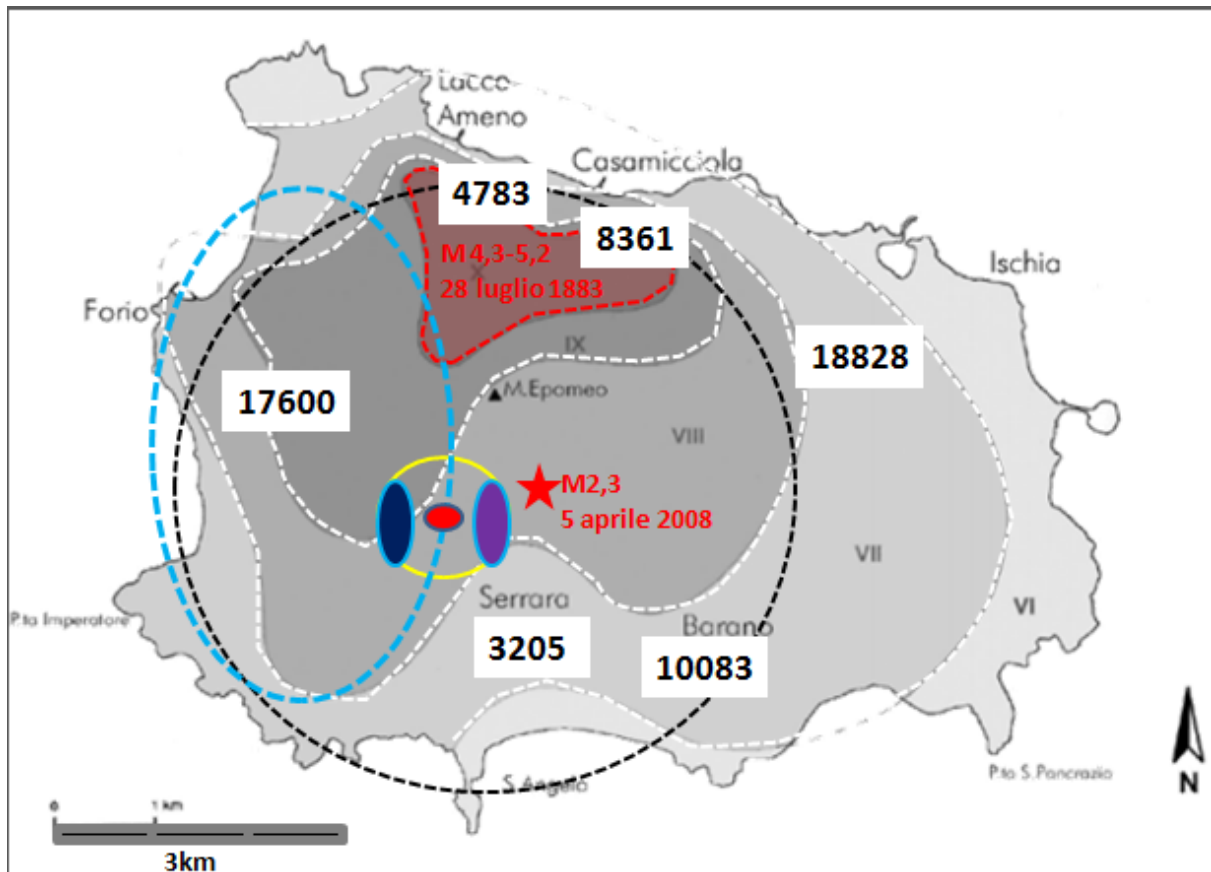 Lacco
Ameno
Casamicciola
4783
8361
M 4,3-5,2
X
28 luglio 1883
Ischia
Forio
IX
18828
17600
M.Epomeo
VIII
M2,3
5 aprile 2008
VII
Serrara
P.ta Imperatore
VI
Barano
3205
10083
S.Angelo
P.ta S.Pancrazio
N
0 1 km
3km